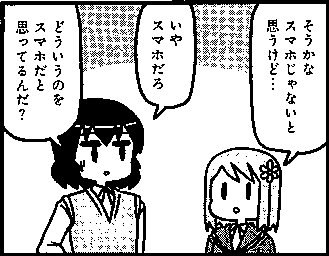 そうかな
スマホじゃないと
思うけど…
いや
スマホだろ
どういうのを
スマホだと
思ってるんだ?